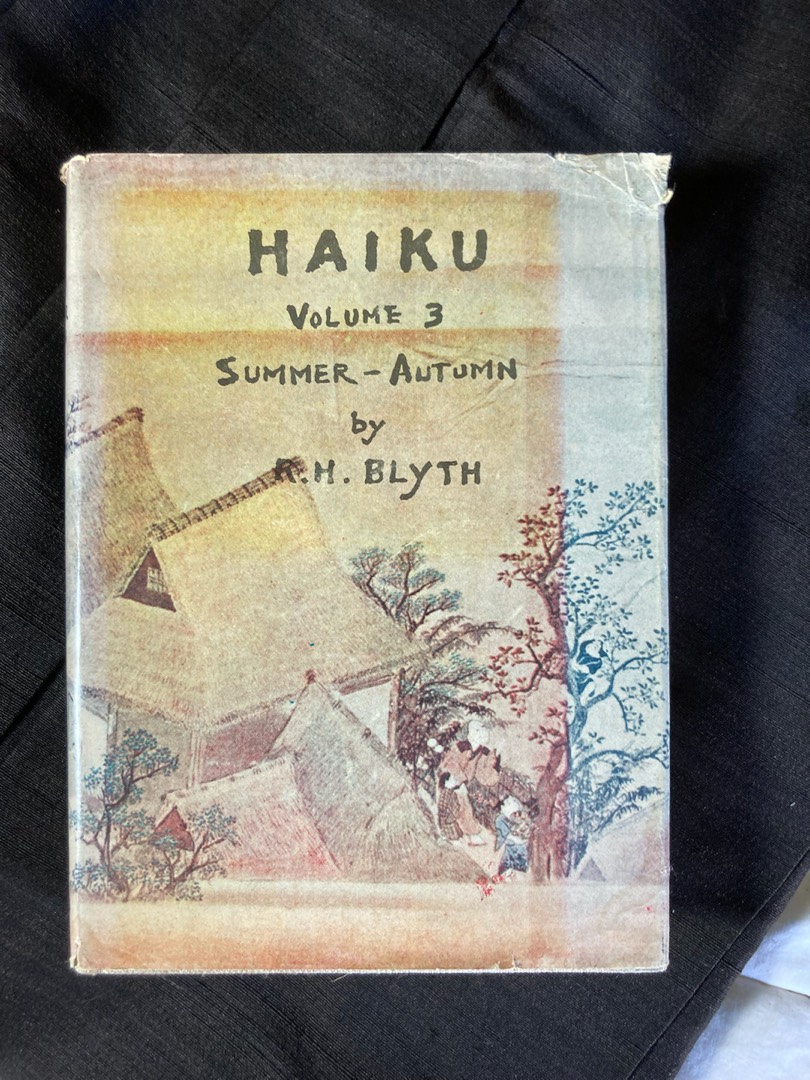 HAIKU
VOLUME 3
SUMMER - AUTUMN
by
R.H. BLYTH